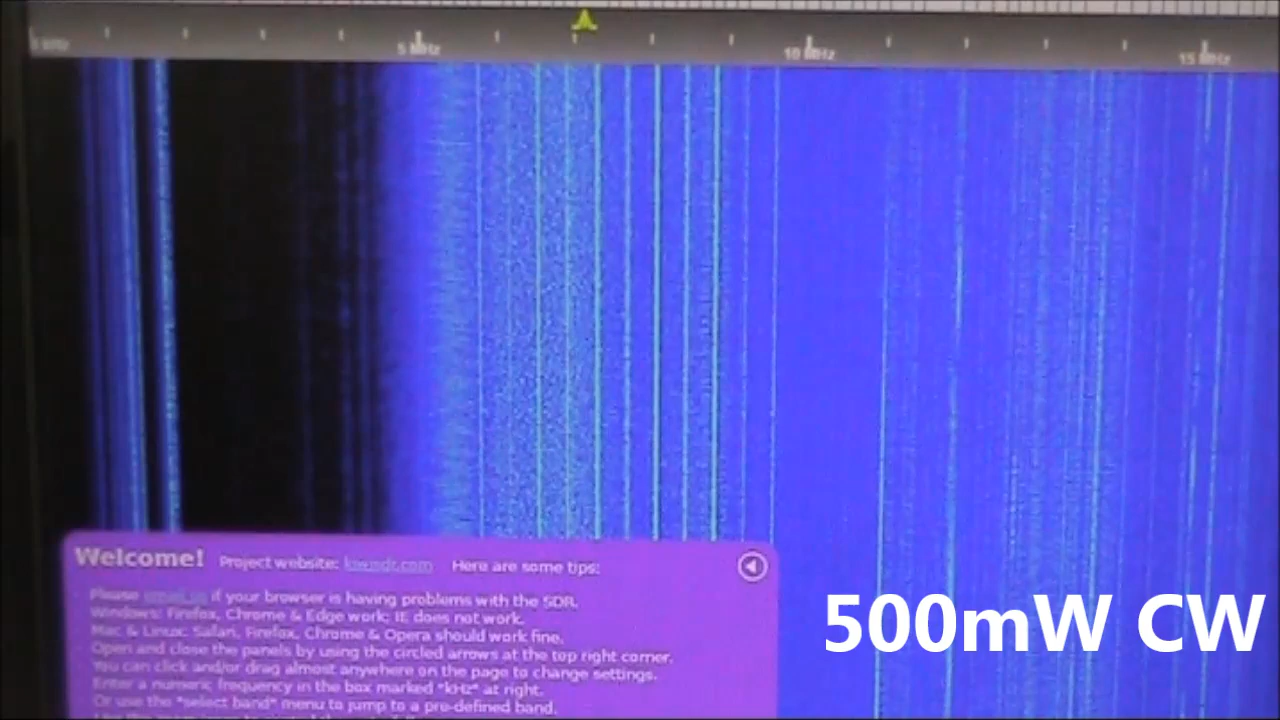 5 MHz 10 MHz 15 MHz
Welcome! Project website: kiwisdr.com Here are some tips:
Please email us if your browser is having problems with the SDR.
Windows: Firefox, Chrome & Edge work; IE does not work.
Mac & Linux: Safari, Firefox, Chrome & Opera should work fine.
Open and close the panels by using the circled arrows at the top right corner.
You can click and/or drag almost anywhere on the page to change settings.
Enter a numeric frequency in the box marked "kHz" at right.
Or use the "select band" menu to jump to a pre-defined band.
500mW CW